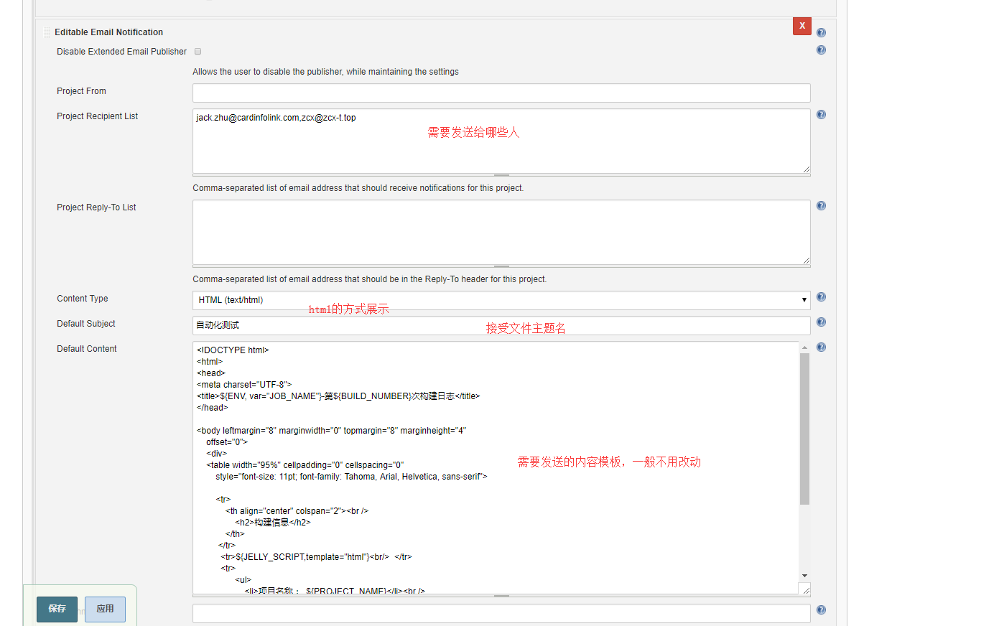 Editable Email Notification
X
Disable Extended Email Publisher
Allows the user to disable the publisher, while maintaining the settings
Project From
Project Recipient List
jack.zhu@cardinfolink.com,zcx@zcx-t.top
需要发送给哪些人
Comma-separated list of email address that should receive notifications for this project.
Project Reply-To List
Comma-separated list of email address that should be in the Reply-To header for this project.
Content Type
HTML (text/html)
html的方式展示
Default Subject
自动化测试
接受文件主题名
Default Content
<!DOCTYPE html>
<html>
<head>
<meta charset="UTF-8">
<title>${ENV, var="JOB_NAME"}-第${BUILD_NUMBER}次构建日志</title>
</head>
<body leftmargin="8" marginwidth="0" topmargin="8" marginheight="4"
offset="0">
<div>
<table width="95%" cellpadding="0" cellspacing="0"
style="font-size: 11pt; font-family: Tahoma, Arial, Helvetica, sans-serif">
需要发送的内容模板，一般不用改动
<tr>
<th align="center" colspan="2"><br />
<h2>构建信息</h2>
</th>
</tr>
<tr>${JELLY_SCRIPT,template="html"}<br/> </tr>
<tr>
<ul>
<li>项目名称 ： ${PROJECT_NAME}</li><br />
保存
应用